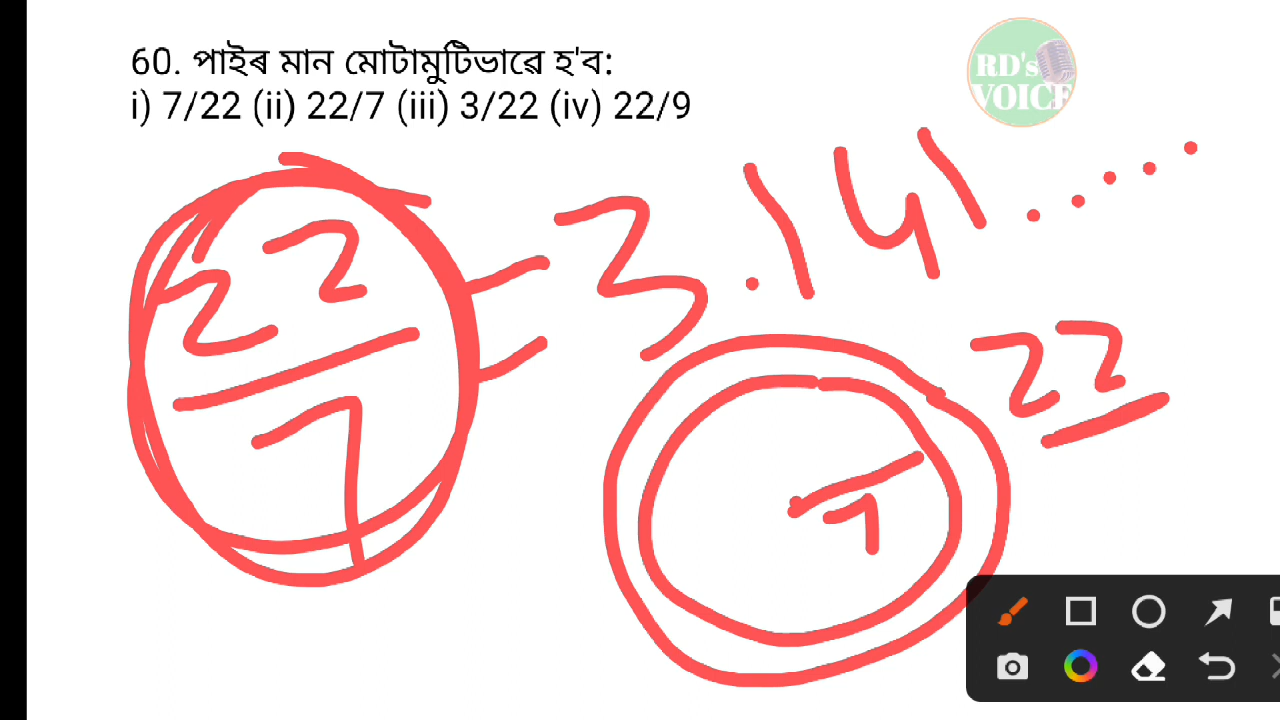 60. পাইৰ মান মোটামুটিভাৱে হ'ব:
i) 7/22 (ii) 22/7 (iii) 3/22 (iv) 22/9
RD's
VOICE
22/7 = 3.141.....
22
7